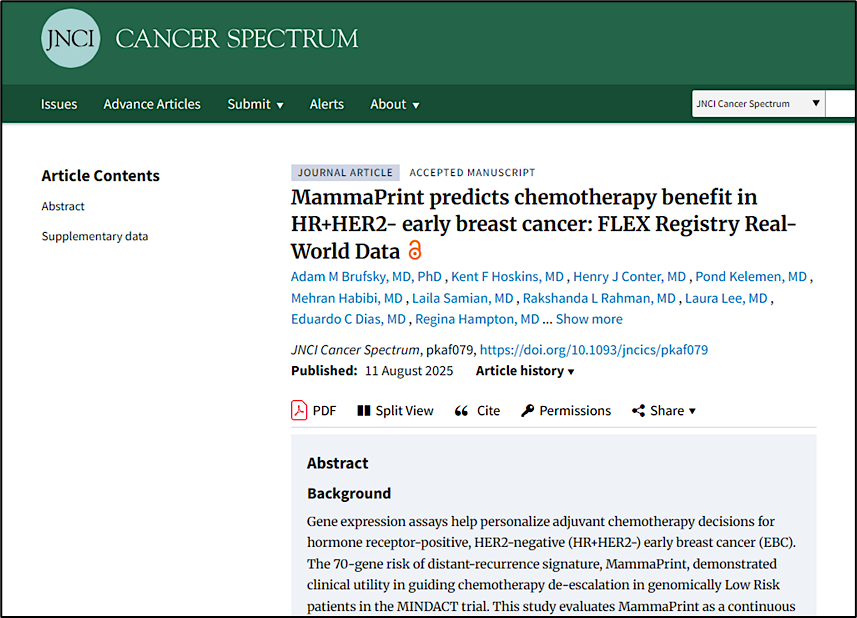 JNCI CANCER SPECTRUM
Issues Advance Articles Submit ▼ Alerts About ▼ JNCI Cancer Spectrum ▼
Article Contents
Abstract
Supplementary data
JOURNAL ARTICLE ACCEPTED MANUSCRIPT
MammaPrint predicts chemotherapy benefit in
HR+HER2- early breast cancer: FLEX Registry Real-
World Data
Adam M Brufsky, MD, PhD , Kent F Hoskins, MD , Henry J Conter, MD , Pond Kelemen, MD ,
Mehran Habibi, MD , Laila Samian, MD , Rakshanda L Rahman, MD , Laura Lee, MD ,
Eduardo C Dias, MD , Regina Hampton, MD ... Show more
JNCI Cancer Spectrum, pkaf079, https://doi.org/10.1093/jncics/pkaf079
Published: 11 August 2025 Article history ▼
PDF Split View Cite Permissions Share ▼
Abstract
Background
Gene expression assays help personalize adjuvant chemotherapy decisions for
hormone receptor-positive, HER2-negative (HR+HER2-) early breast cancer (EBC).
The 70-gene risk of distant-recurrence signature, MammaPrint, demonstrated
clinical utility in guiding chemotherapy de-escalation in genomically Low Risk
patients in the MINDACT trial. This study evaluates MammaPrint as a continuous